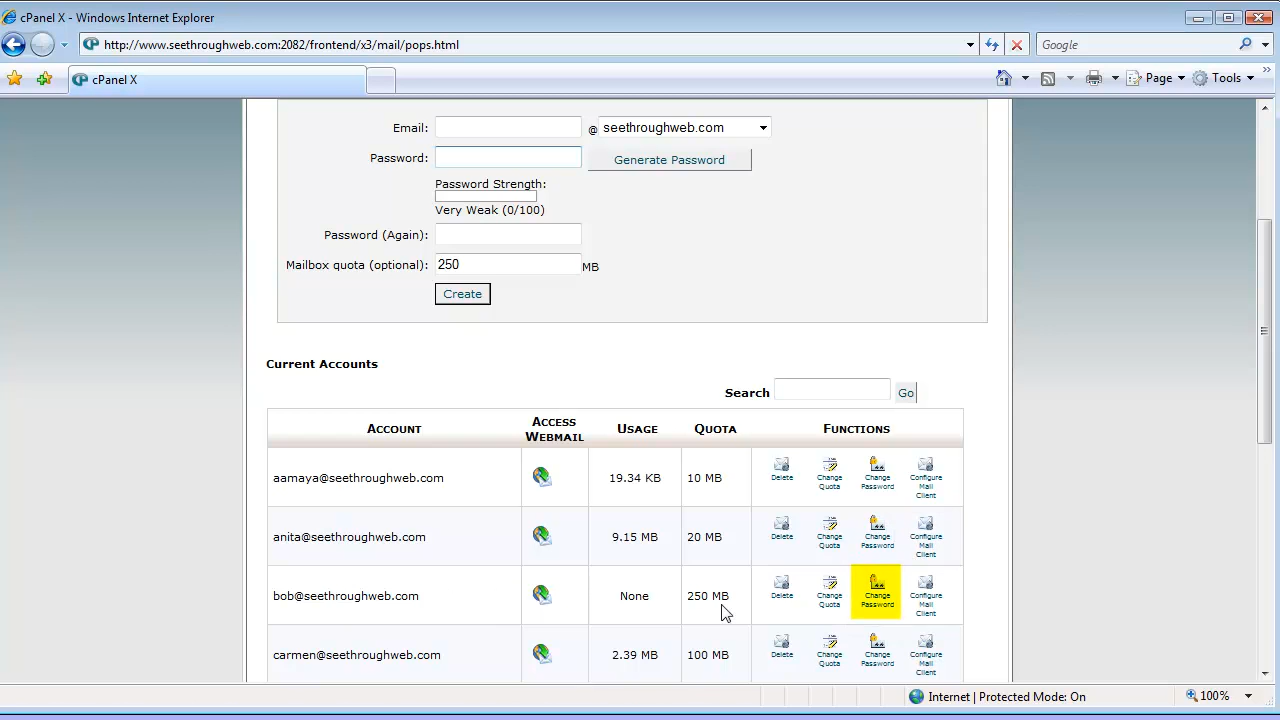 cPanel X - Windows Internet Explorer
http://www.seethroughweb.com:2082/frontend/x3/mail/pops.html
Google
cPanel X
Page
Tools
Email:
@ seethroughweb.com
Password:
Generate Password
Password Strength:
Very Weak (0/100)
Password (Again):
Mailbox quota (optional): 250 MB
Create
Current Accounts
Search Go
Account Access Webmail Usage Quota Functions
aamaya@seethroughweb.com 19.34 KB 10 MB Delete Change Quota Change Password Configure Mail Client
anita@seethroughweb.com 9.15 MB 20 MB Delete Change Quota Change Password Configure Mail Client
bob@seethroughweb.com None 250 MB Delete Change Quota Change Password Configure Mail Client
carmen@seethroughweb.com 2.39 MB 100 MB Delete Change Quota Change Password Configure Mail Client
Internet | Protected Mode: On
100%